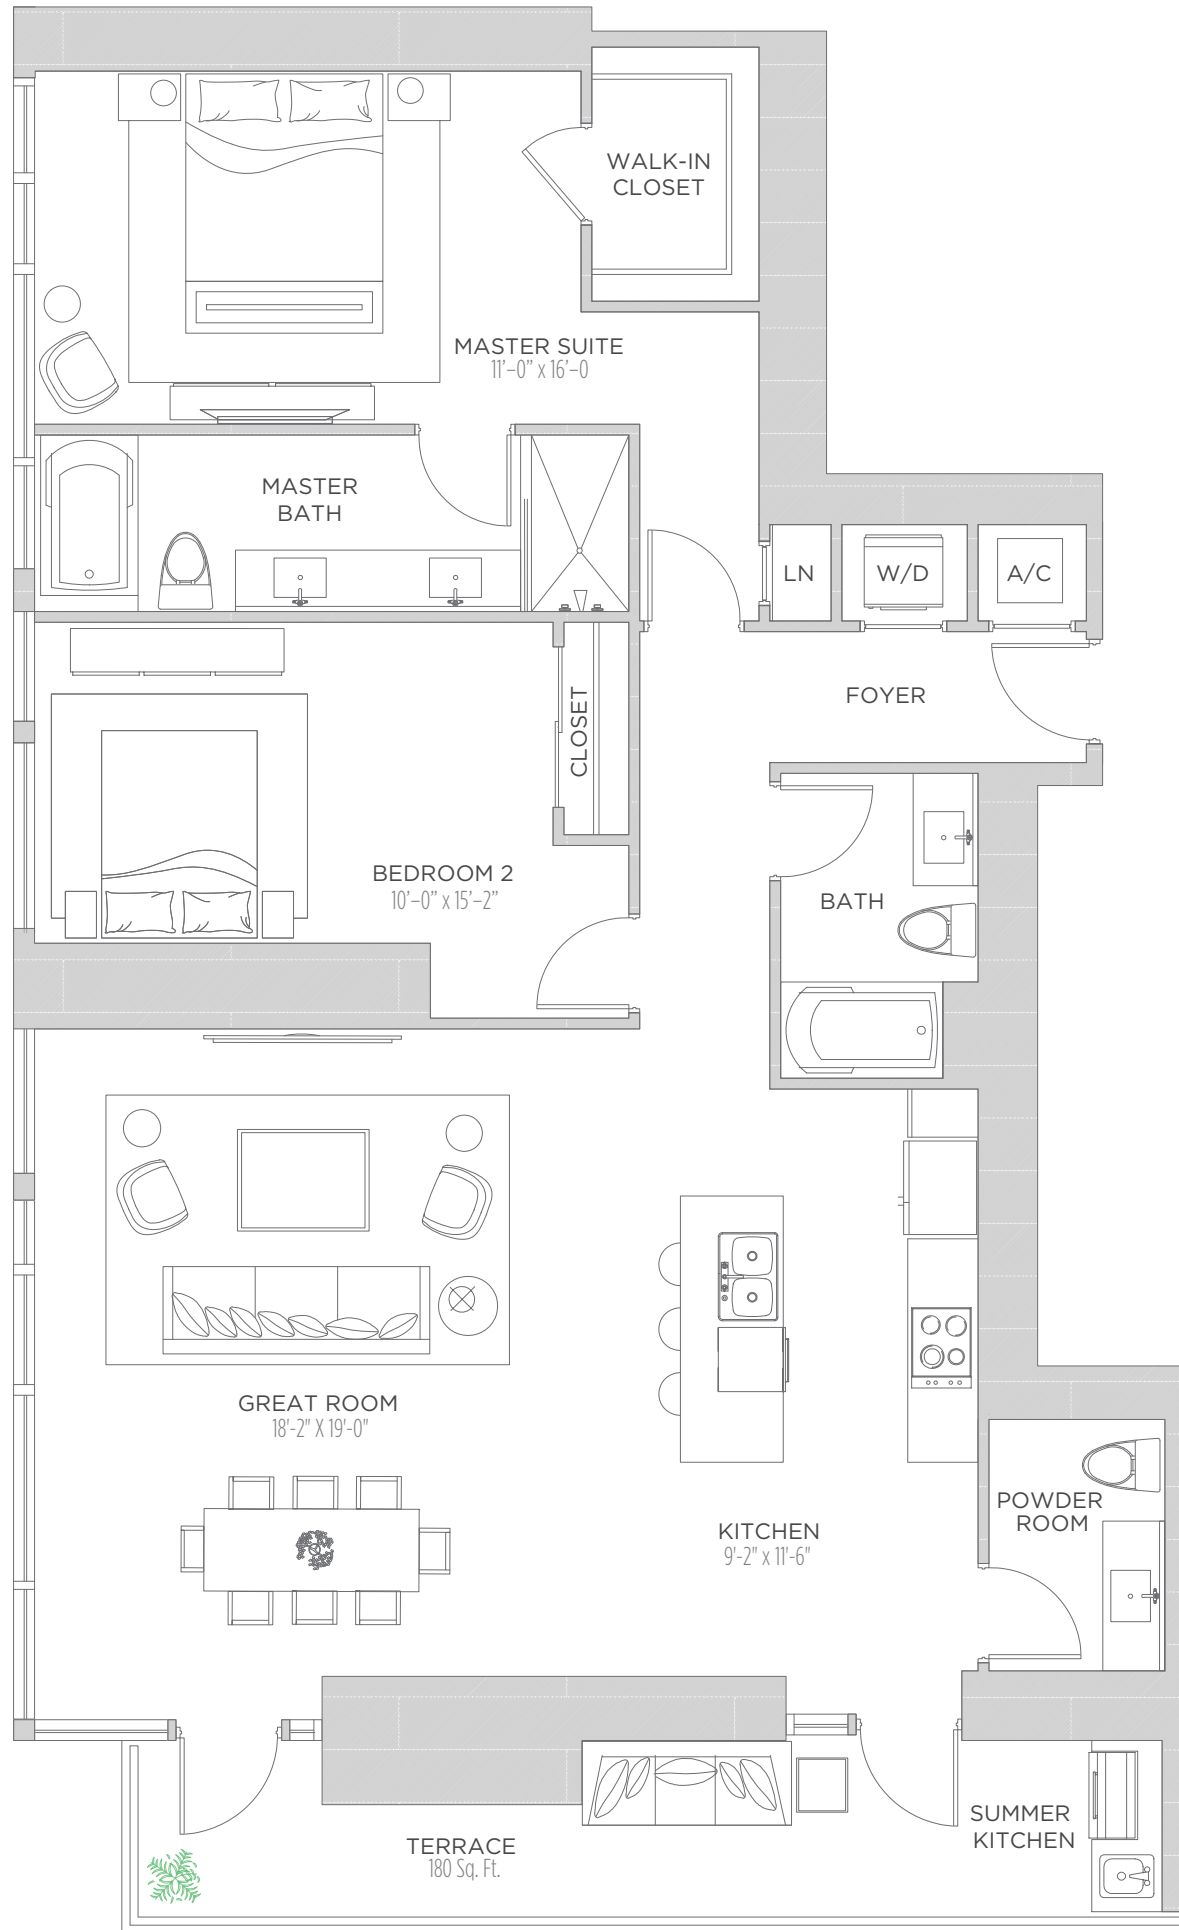 WALK-IN
CLOSET
MASTER SUITE
11'-0" x 16'-0
MASTER
BATH
LN
W/D
A/C
FOYER
CLOSET
BEDROOM 2
10'-0" x 15'-2"
BATH
GREAT ROOM
18'-2" X 19'-0"
POWDER
ROOM
KITCHEN
9'-2" x 11'-6"
SUMMER
KITCHEN
TERRACE
180 Sq. Ft.